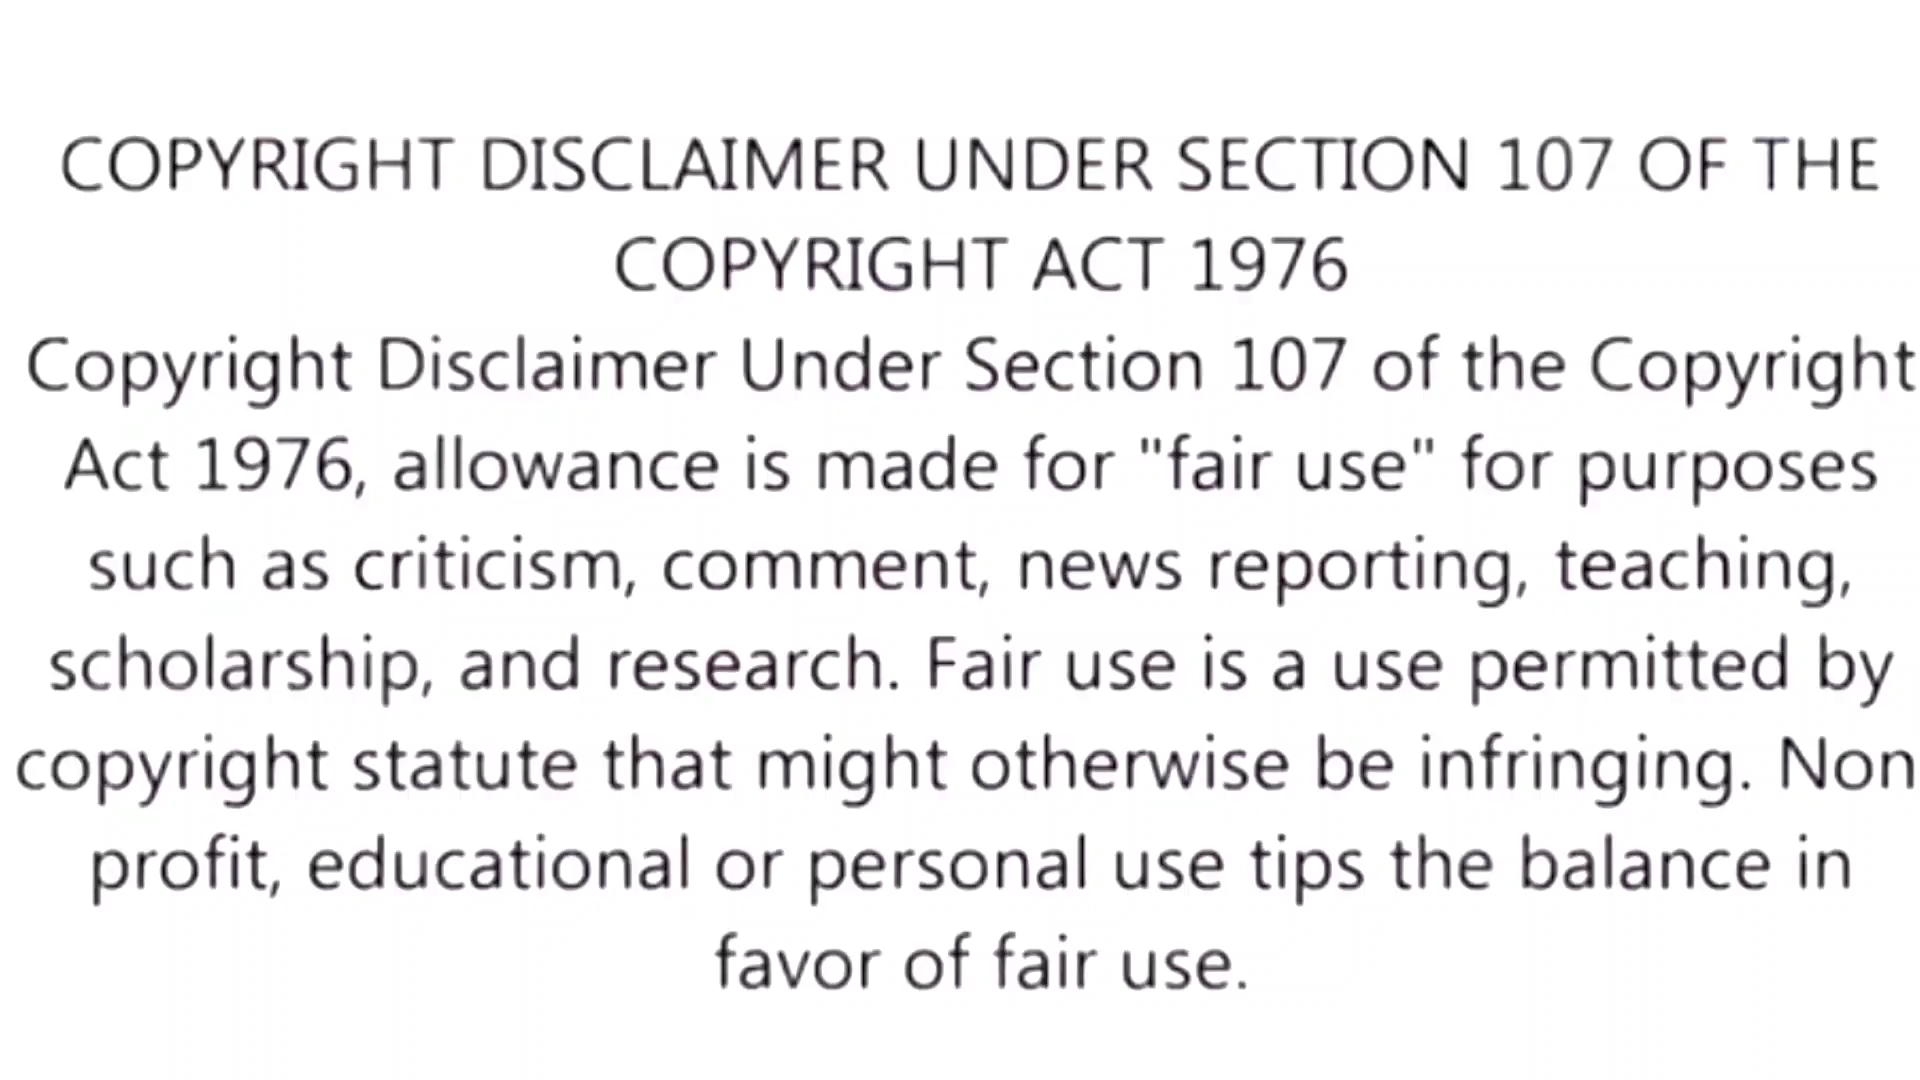 COPYRIGHT DISCLAIMER UNDER SECTION 107 OF THE
COPYRIGHT ACT 1976
Copyright Disclaimer Under Section 107 of the Copyright
Act 1976, allowance is made for "fair use" for purposes
such as criticism, comment, news reporting, teaching,
scholarship, and research. Fair use is a use permitted by
copyright statute that might otherwise be infringing. Non
profit, educational or personal use tips the balance in
favor of fair use.